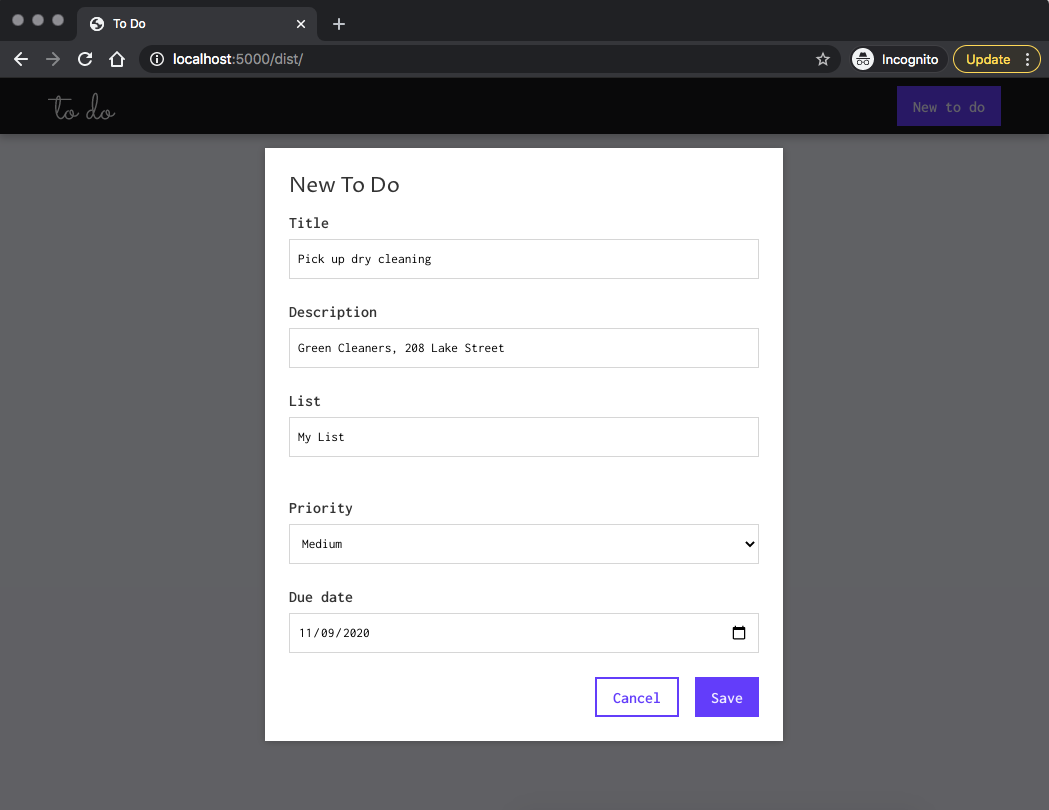 To Do
localhost:5000/dist/
Incognito
Update
to do
New to do
New To Do
Title
Pick up dry cleaning
Description
Green Cleaners, 208 Lake Street
List
My List
Priority
Medium
Due date
11/09/2020
Cancel
Save